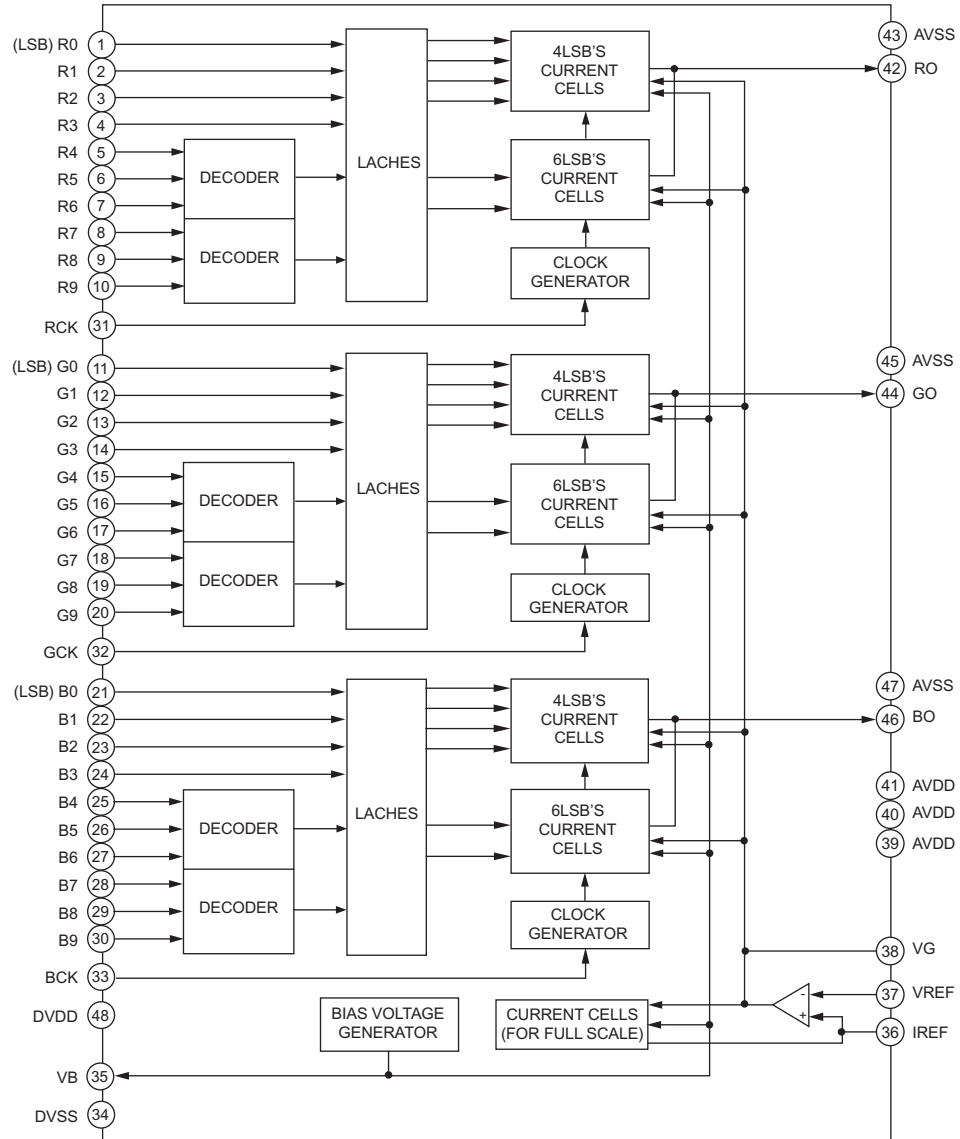 (LSB) R0 1
R1 2
R2 3
R3 4
R4 5
R5 6
R6 7
R7 8
R8 9
R9 10
RCK 31
DECODER
DECODER
LACHES
4LSB'S
CURRENT
CELLS
6LSB'S
CURRENT
CELLS
CLOCK
GENERATOR
43 AVSS
42 RO
(LSB) G0 11
G1 12
G2 13
G3 14
G4 15
G5 16
G6 17
G7 18
G8 19
G9 20
GCK 32
DECODER
DECODER
LACHES
4LSB'S
CURRENT
CELLS
6LSB'S
CURRENT
CELLS
CLOCK
GENERATOR
45 AVSS
44 GO
(LSB) B0 21
B1 22
B2 23
B3 24
B4 25
B5 26
B6 27
B7 28
B8 29
B9 30
BCK 33
DECODER
DECODER
LACHES
4LSB'S
CURRENT
CELLS
6LSB'S
CURRENT
CELLS
CLOCK
GENERATOR
47 AVSS
46 BO
41 AVDD
40 AVDD
39 AVDD
38 VG
37 VREF
36 IREF
-
+
DVDD 48
VB 35
DVSS 34
BIAS VOLTAGE
GENERATOR
CURRENT CELLS
(FOR FULL SCALE)